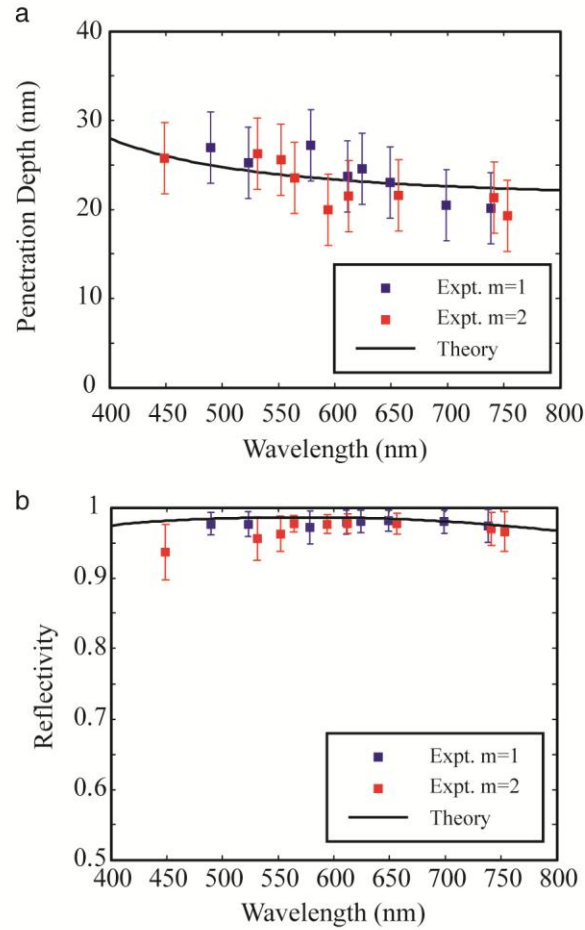 a
40
30
20
10
0
Penetration Depth (nm)
400 450 500 550 600 650 700 750 800
Wavelength (nm)
Expt. m=1
Expt. m=2
Theory
b
1
0.9
0.8
0.7
0.6
0.5
Reflectivity
400 450 500 550 600 650 700 750 800
Wavelength (nm)
Expt. m=1
Expt. m=2
Theory